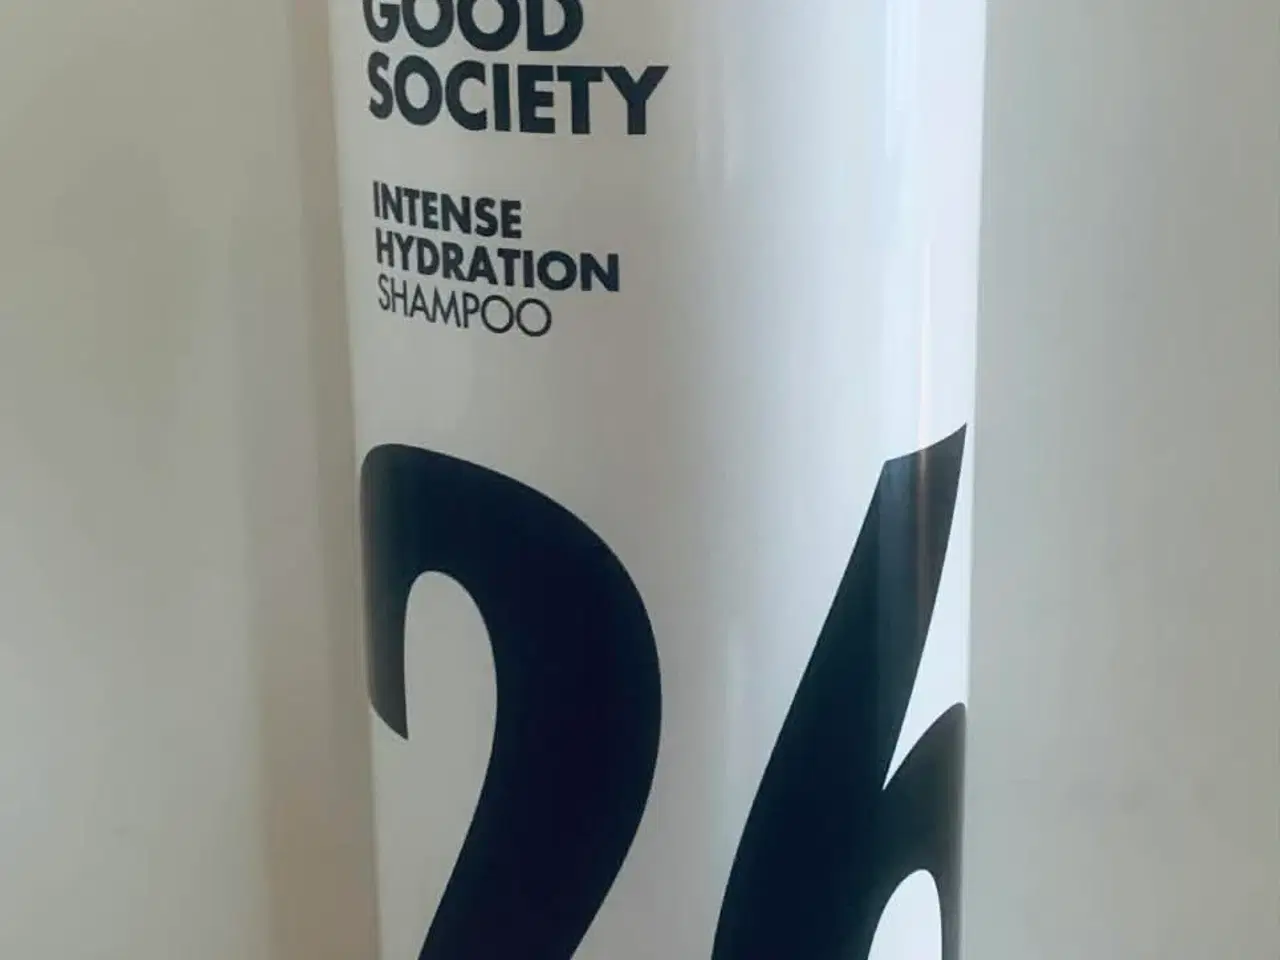 GOOD
SOCIETY
INTENSE
HYDRATION
SHAMPOO
26